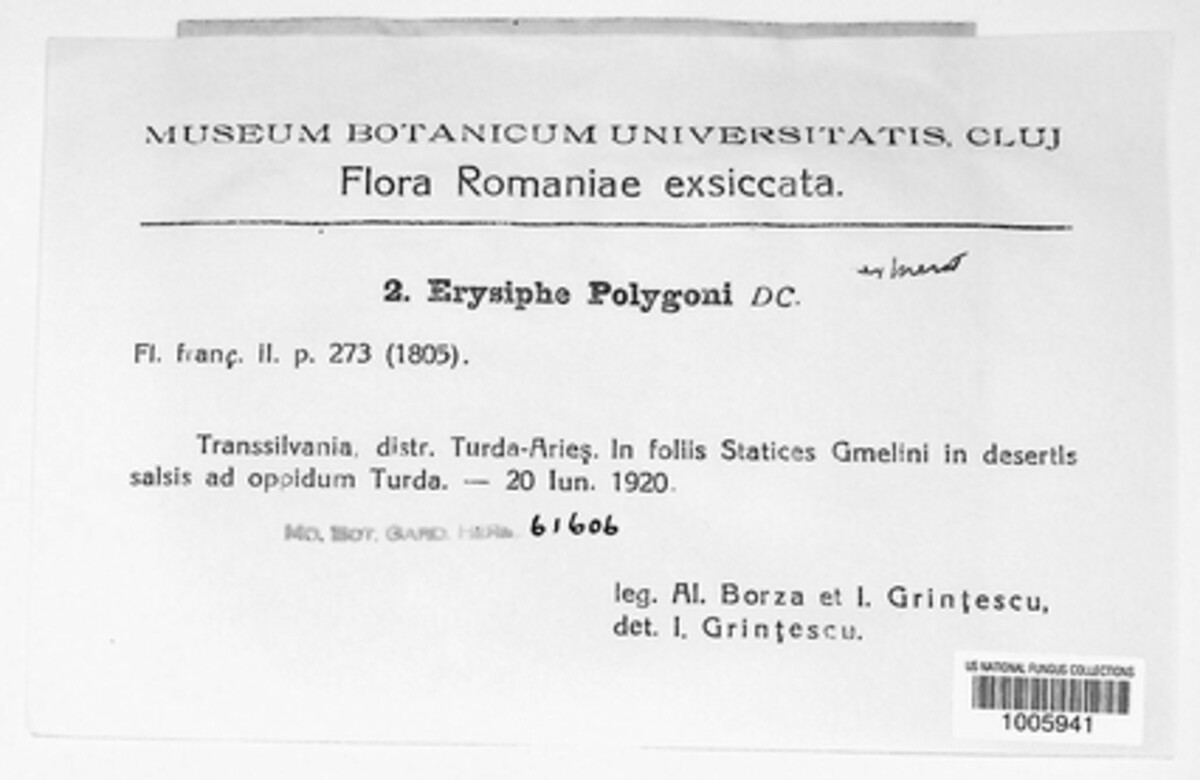 MUSEUM BOTANICUM UNIVERSITATIS, CLUJ
Flora Romaniae exsiccata.
2. Erysiphe Polygoni DC.
Fl. franç. II. p. 273 (1805).
Transsilvania, distr. Turda-Arieş. In foliis Statices Gmelini in desertis
salsis ad oppidum Turda. — 20 Iun. 1920.
MO. BOT. GARD. HERB. 61606
leg. Al. Borza et I. Grinţescu,
det. I. Grinţescu.
US NATIONAL FUNGUS COLLECTIONS
1005941